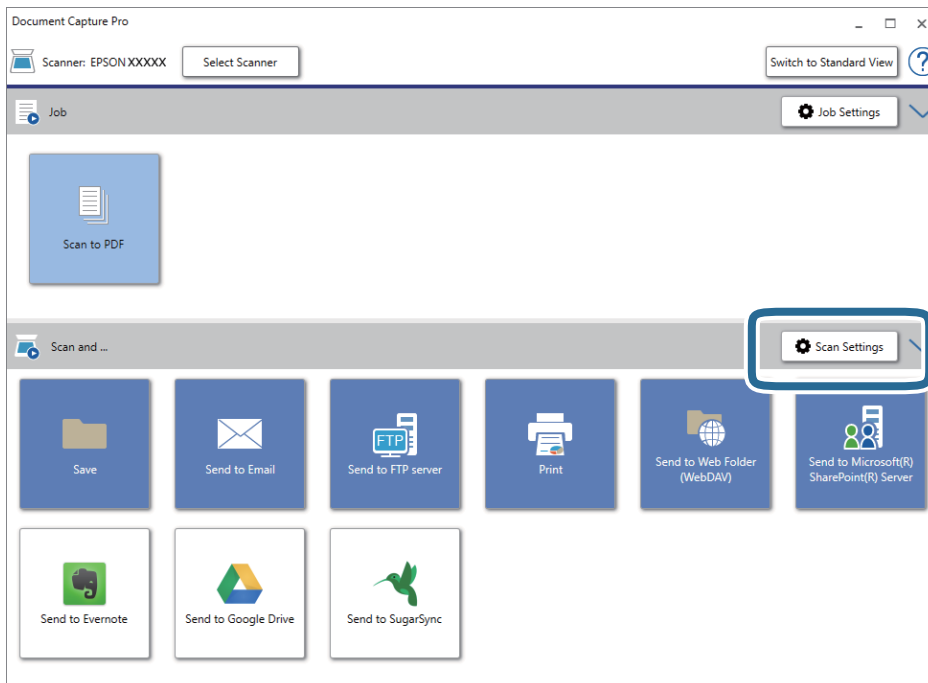 Document Capture Pro
Scanner: EPSON XXXXX
Select Scanner
Switch to Standard View
?
Job
Job Settings
Scan to PDF
Scan and ...
Scan Settings
Save
Send to Email
FTP
Send to FTP server
Print
Send to Web Folder
(WebDAV)
Send to Microsoft(R)
SharePoint(R) Server
Send to Evernote
Send to Google Drive
Send to SugarSync